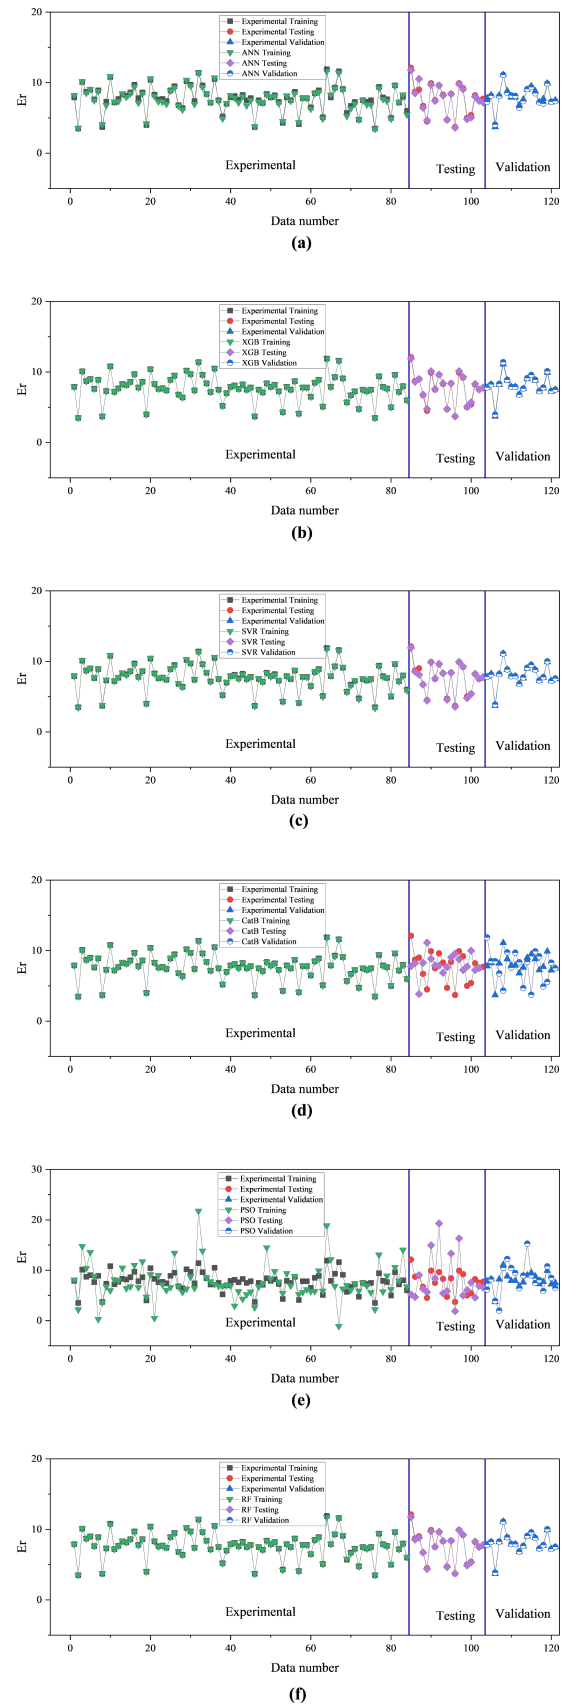 20
Experimental Training
Experimental Testing
Experimental Validation
ANN Training
ANN Testing
ANN Validation
10
Er
0
Experimental
Testing
Validation
0 20 40 60 80 100 120
Data number
(a)
20
Experimental Training
Experimental Testing
Experimental Validation
XGB Training
XGB Testing
XGB Validation
10
Er
0
Experimental
Testing
Validation
0 20 40 60 80 100 120
Data number
(b)
20
Experimental Training
Experimental Testing
Experimental Validation
SVR Training
SVR Testing
SVR Validation
10
Er
0
Experimental
Testing
Validation
0 20 40 60 80 100 120
Data number
(c)
20
Experimental Training
Experimental Testing
Experimental Validation
CatB Training
CatB Testing
CatB Validation
10
Er
0
Experimental
Testing
Validation
0 20 40 60 80 100 120
Data number
(d)
30
Experimental Training
Experimental Testing
Experimental Validation
PSO Training
PSO Testing
PSO Validation
20
Er
10
0
Experimental
Testing
Validation
0 20 40 60 80 100 120
Data number
(e)
20
Experimental Training
Experimental Testing
Experimental Validation
RF Training
RF Testing
RF Validation
10
Er
0
Experimental
Testing
Validation
0 20 40 60 80 100 120
Data number
(f)